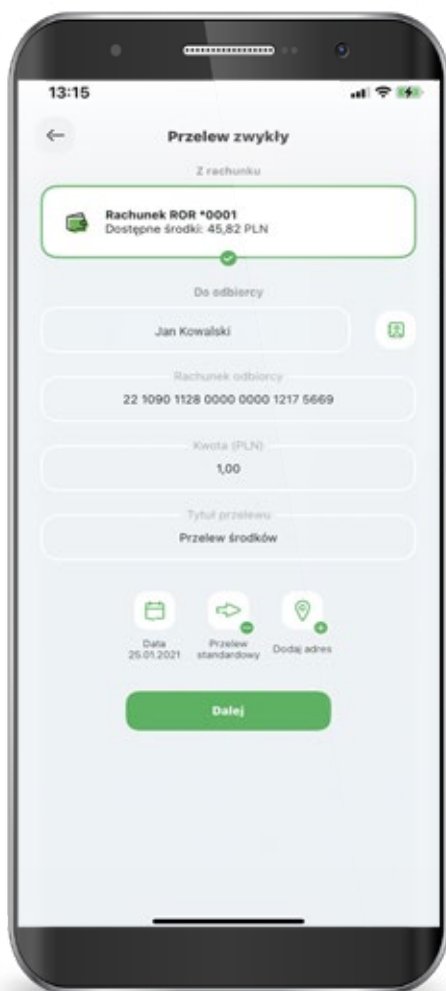 13:15
Przelew zwykły
Z rachunku
Rachunek ROR *0001
Dostępne środki: 45,82 PLN
Do odbiorcy
Jan Kowalski
Rachunek odbiorcy
22 1090 1128 0000 0000 1217 5669
Kwota (PLN)
1,00
Tytuł przelewu
Przelew środków
Data
25.01.2021
Przelew
standardowy
Dodaj adres
Dalej